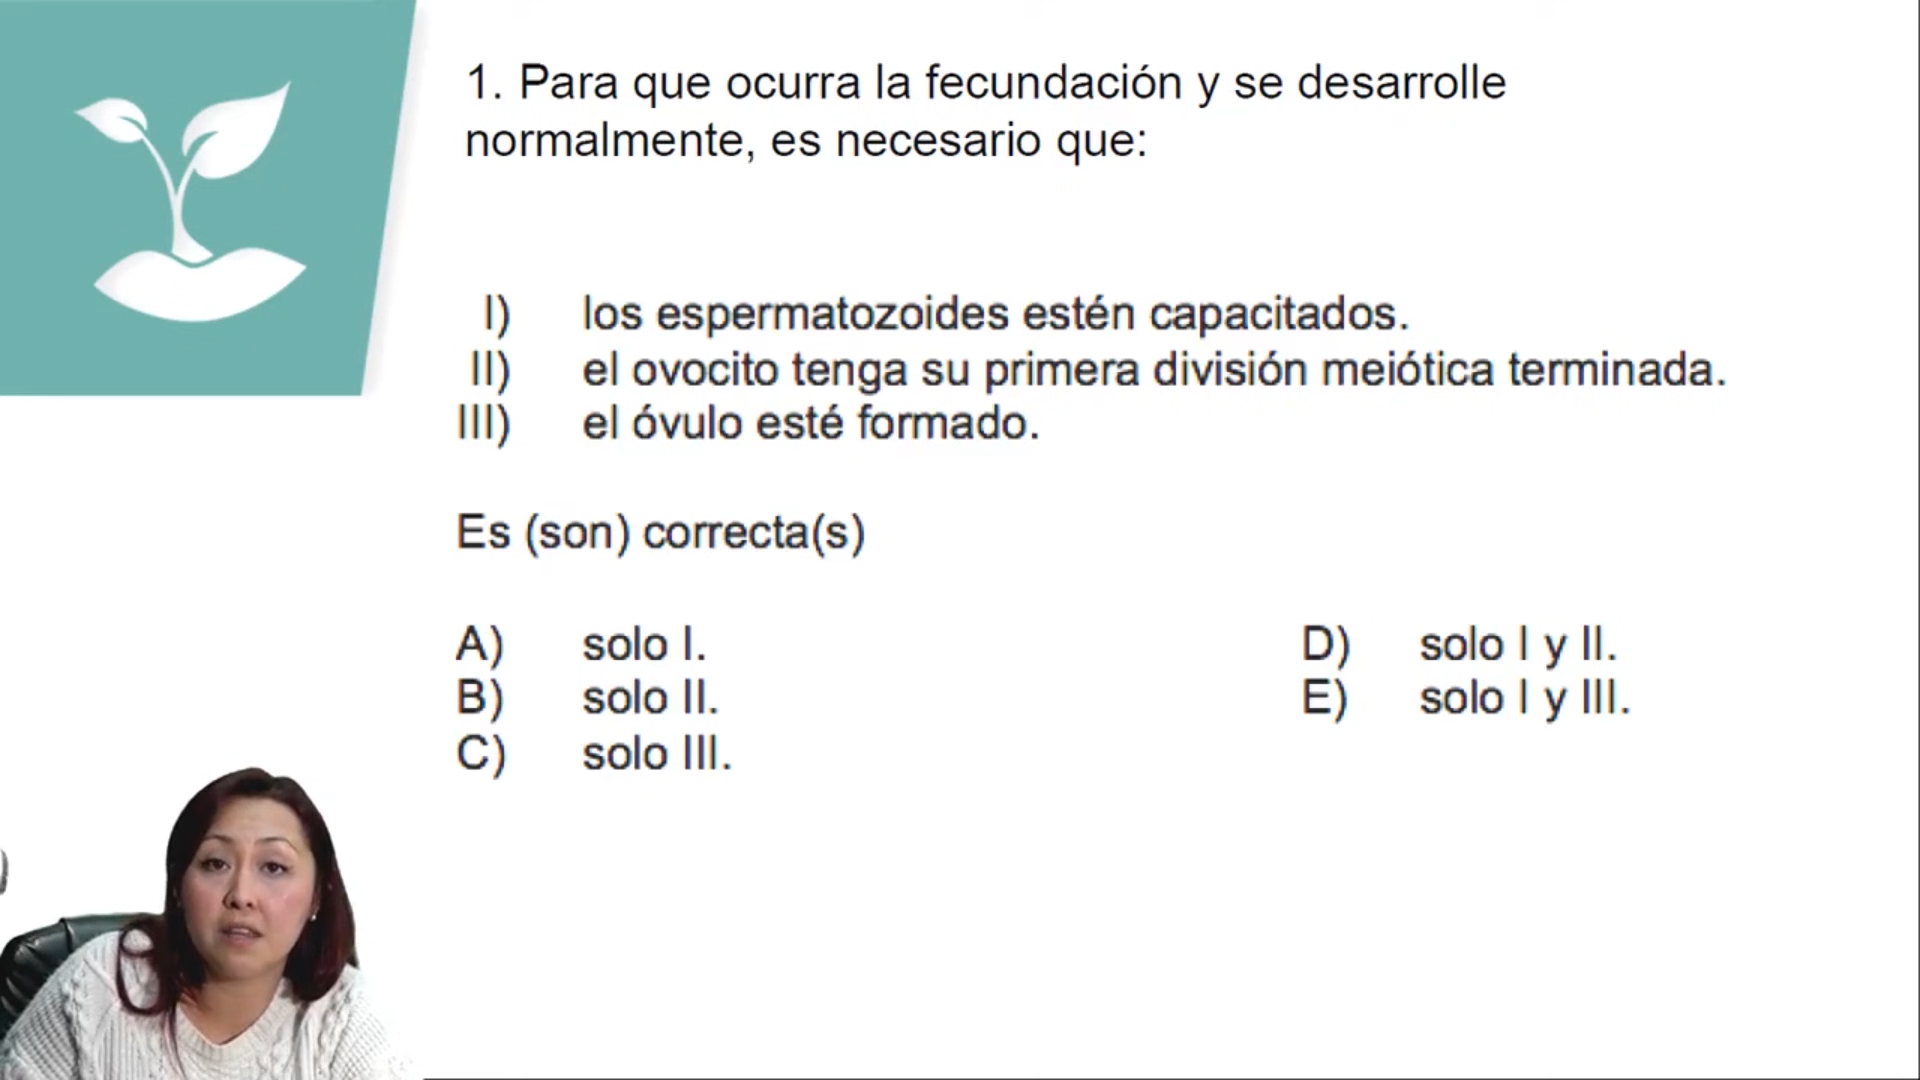 1. Para que ocurra la fecundación y se desarrolle
normalmente, es necesario que:
I) los espermatozoides estén capacitados.
II) el ovocito tenga su primera división meiótica terminada.
III) el óvulo esté formado.
Es (son) correcta(s)
A) solo I.
B) solo II.
C) solo III.
D) solo I y II.
E) solo I y III.